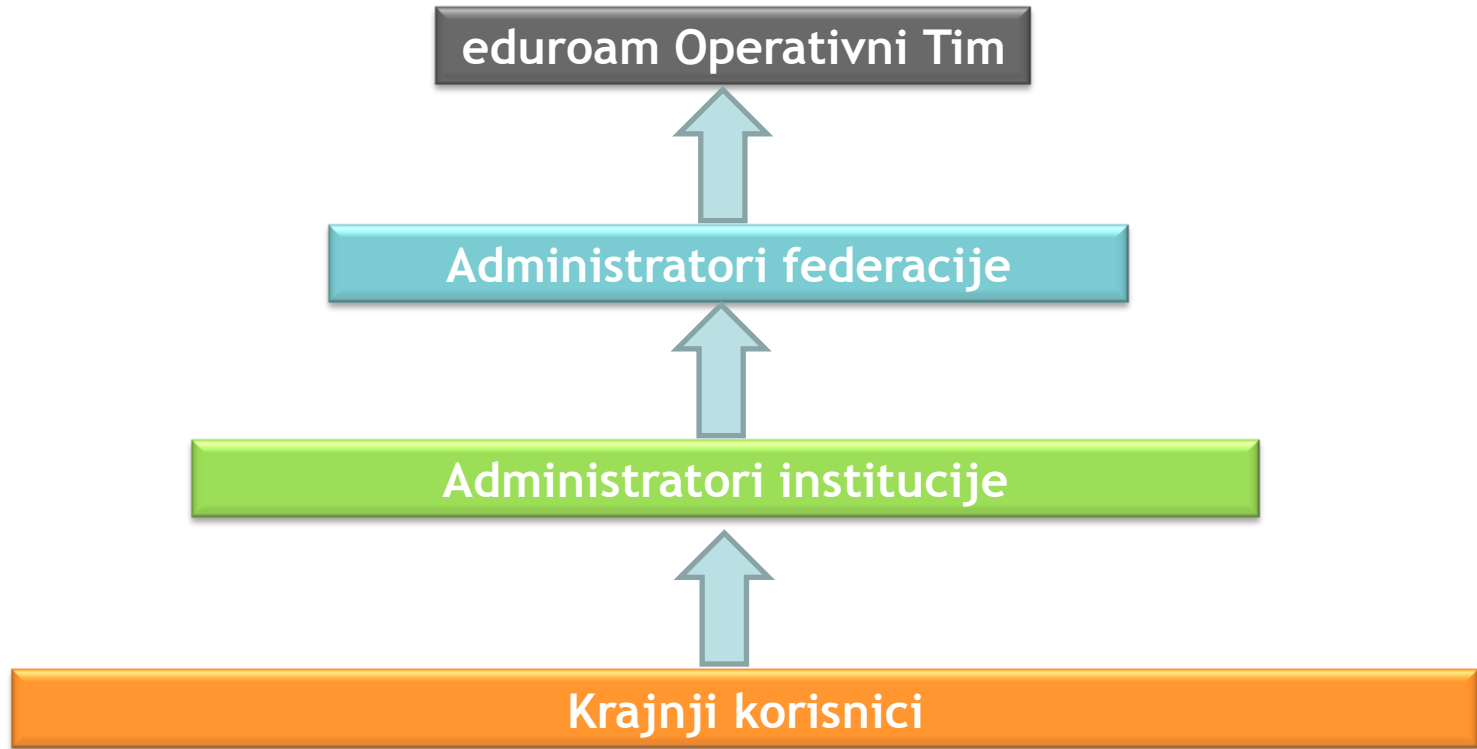 eduroam Operativni Tim
Administratori federacije
Administratori institucije
Krajnji korisnici